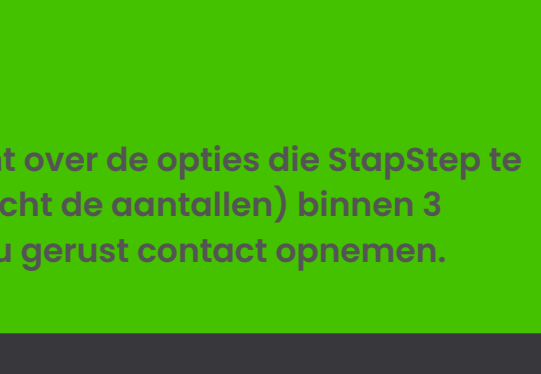 over de opties die StapStep te
de aantallen) binnen 3
gerust contact opnemen.